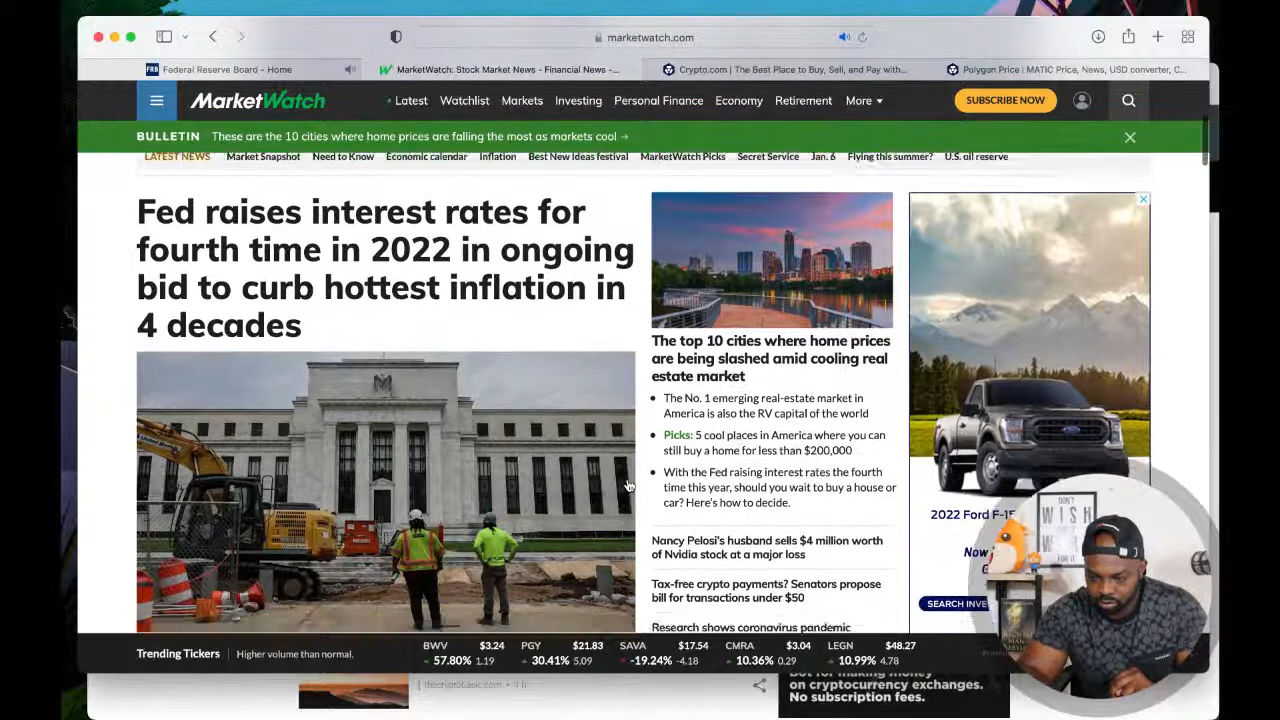 marketwatch.com
Federal Reserve Board - Home
MarketWatch: Stock Market News - Financial News -...
Crypto.com | The Best Place to Buy, Sell, and Pay with...
Polygon Price | MATIC Price, News, USD converter, C...
MarketWatch
Latest Watchlist Markets Investing Personal Finance Economy Retirement More
SUBSCRIBE NOW
BULLETIN These are the 10 cities where home prices are falling the most as markets cool →
LATEST NEWS Market Snapshot Need to Know Economic calendar Inflation Best New Ideas festival MarketWatch Picks Secret Service Jan. 6 Flying this summer? U.S. oil reserve
Fed raises interest rates for
fourth time in 2022 in ongoing
bid to curb hottest inflation in
4 decades
The top 10 cities where home prices
are being slashed amid cooling real
estate market
The No. 1 emerging real-estate market in
America is also the RV capital of the world
Picks: 5 cool places in America where you can
still buy a home for less than $200,000
With the Fed raising interest rates the fourth
time this year, should you wait to buy a house or
car? Here's how to decide.
Nancy Pelosi's husband sells $4 million worth
of Nvidia stock at a major loss
Tax-free crypto payments? Senators propose
bill for transactions under $50
Research shows coronavirus pandemic
2022 Ford F-15
Now
SEARCH INVE
DON'T
WISH
FOR IT
Trending Tickers | Higher volume than normal.
BWV $3.24
57.80% 1.19
PGY $21.83
30.41% 5.09
SAVA $17.54
-19.24% -4.18
CMRA $3.04
10.36% 0.29
LEGN $48.27
10.99% 4.78
thecryptobasic.com
Bot for making money
on cryptocurrency exchanges.
No subscription fees.